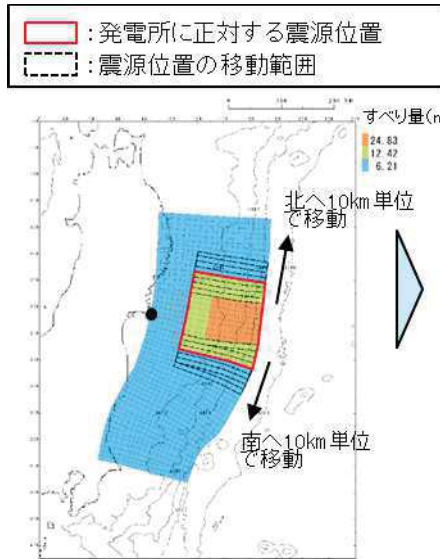 ：発電所に正対する震源位置
：震源位置の移動範囲
すべり量(m
24.83
12.42
6.21
北へ10km単位
で移動
南へ10km単位
で移動